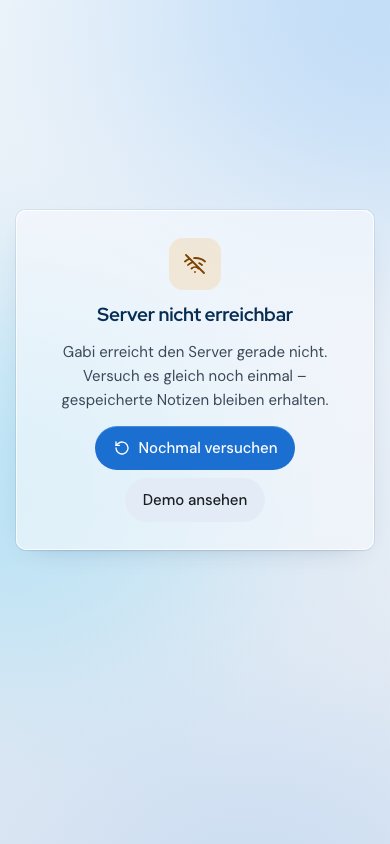 Server nicht erreichbar
Gabi erreicht den Server gerade nicht.
Versuch es gleich noch einmal –
gespeicherte Notizen bleiben erhalten.
Nochmal versuchen
Demo ansehen